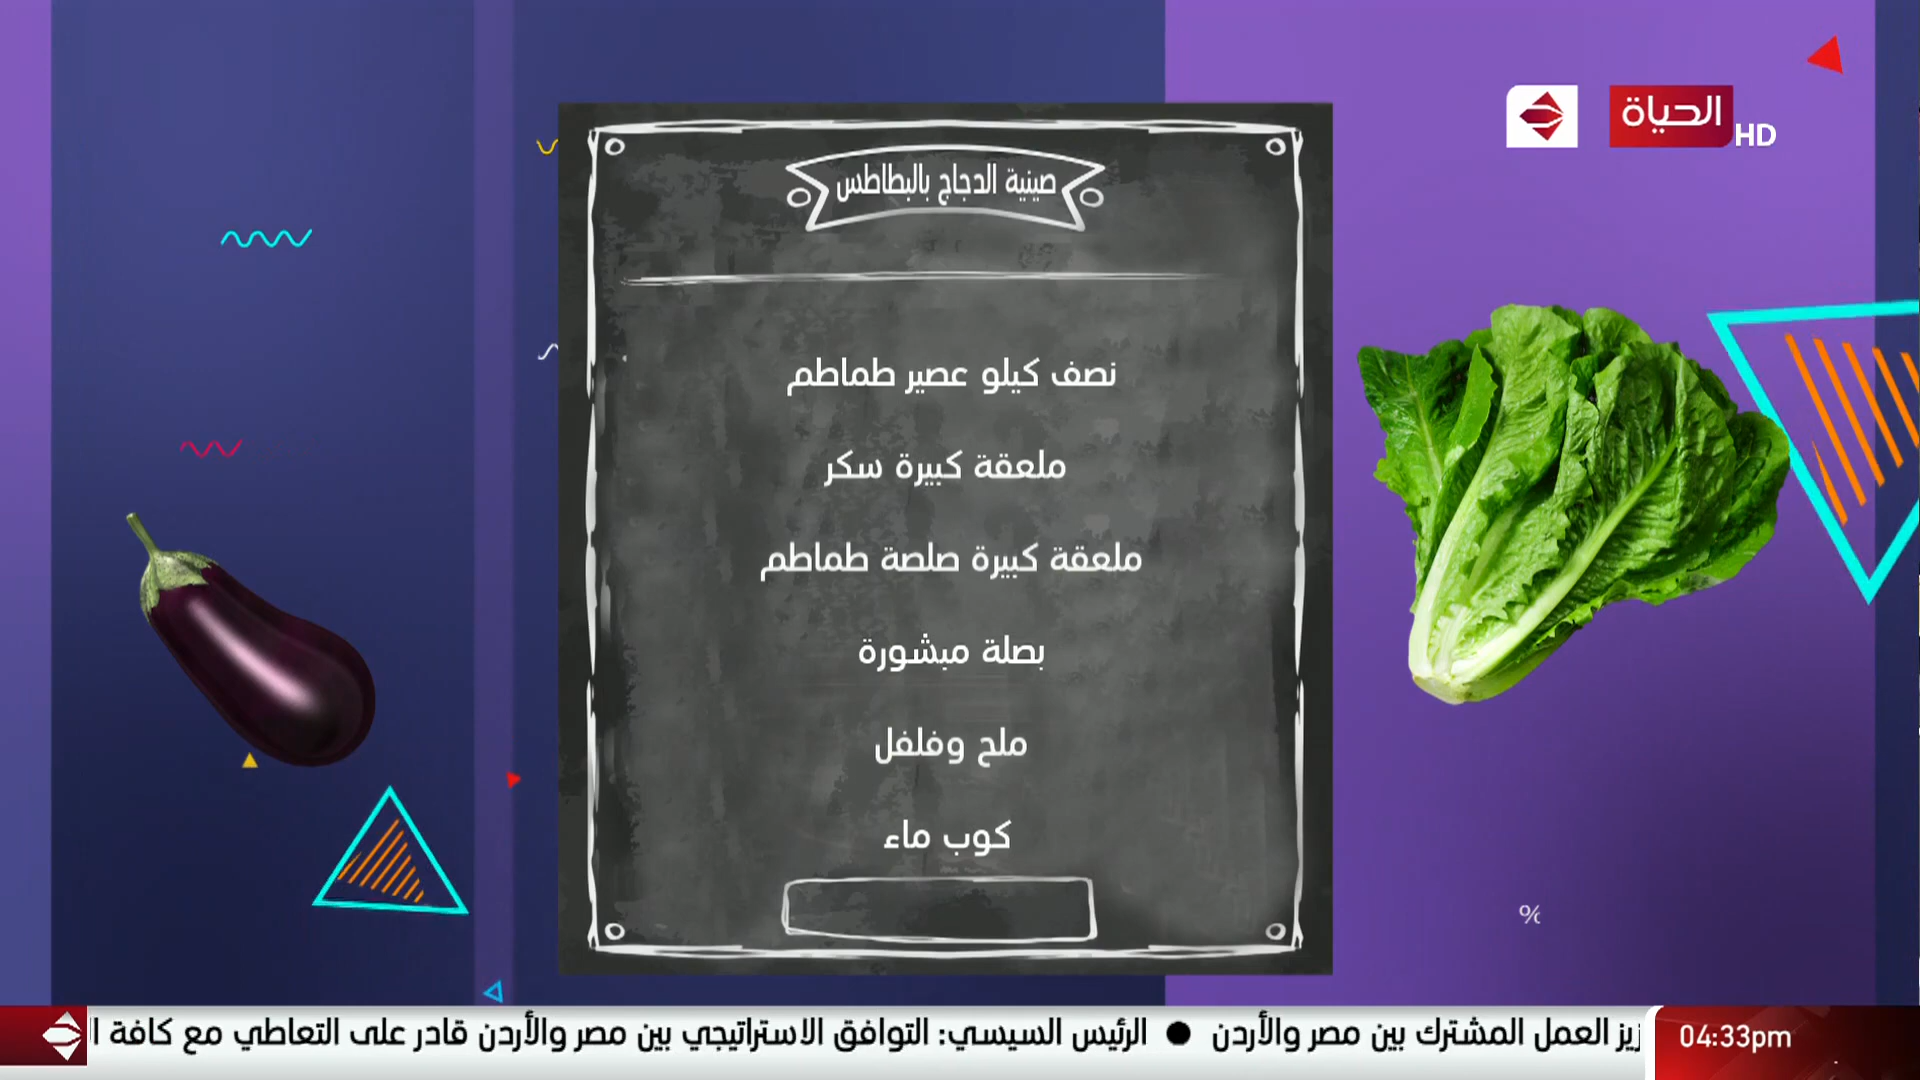 الحياة
HD
صينية الدجاج بالبطاطس
نصف كيلو عصير طماطم
ملعقة كبيرة سكر
ملعقة كبيرة صلصة طماطم
بصلة مبشورة
ملح وفلفل
كوب ماء
%
زيز العمل المشترك بين مصر والأردن ● الرئيس السيسي: التوافق الاستراتيجي بين مصر والأردن قادر على التعاطي مع كافة ا
04:33pm